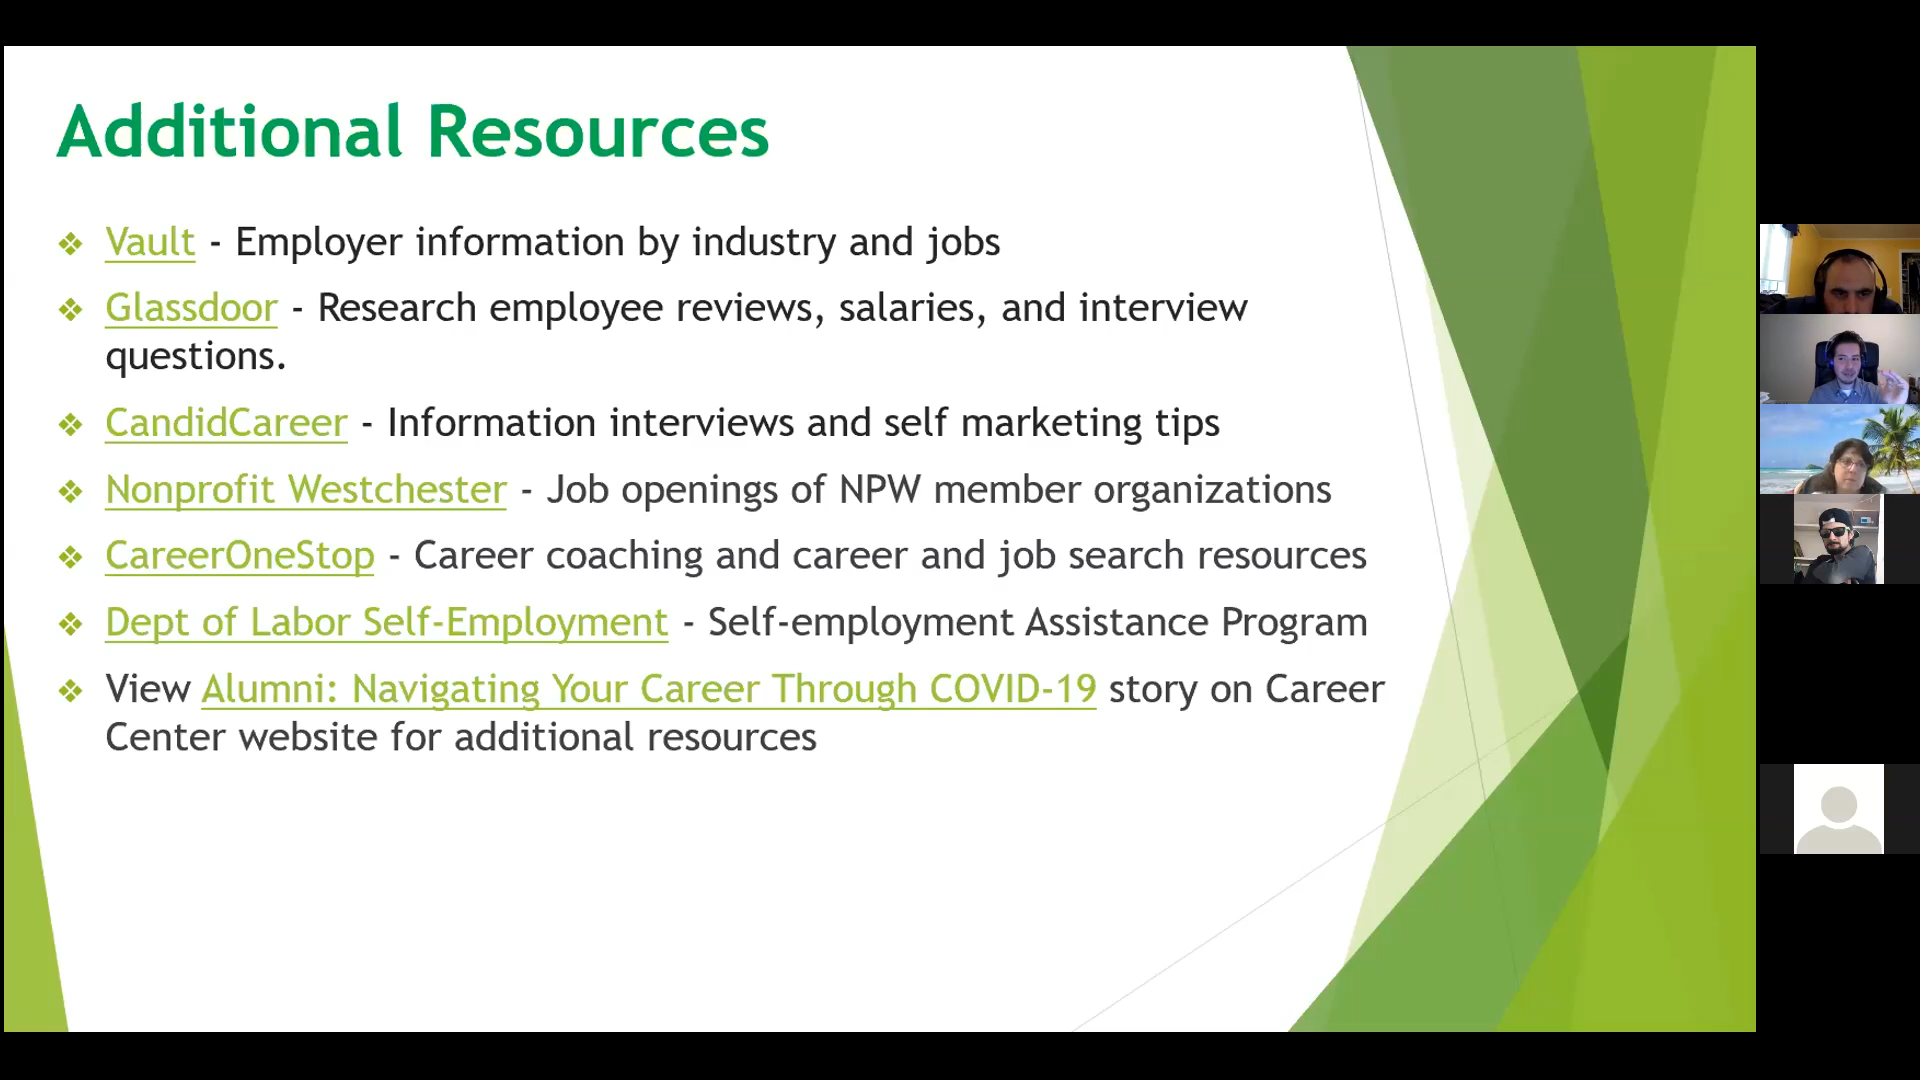 Additional Resources
Vault - Employer information by industry and jobs
Glassdoor - Research employee reviews, salaries, and interview
questions.
CandidCareer - Information interviews and self marketing tips
Nonprofit Westchester - Job openings of NPW member organizations
CareerOneStop - Career coaching and career and job search resources
Dept of Labor Self-Employment - Self-employment Assistance Program
View Alumni: Navigating Your Career Through COVID-19 story on Career
Center website for additional resources